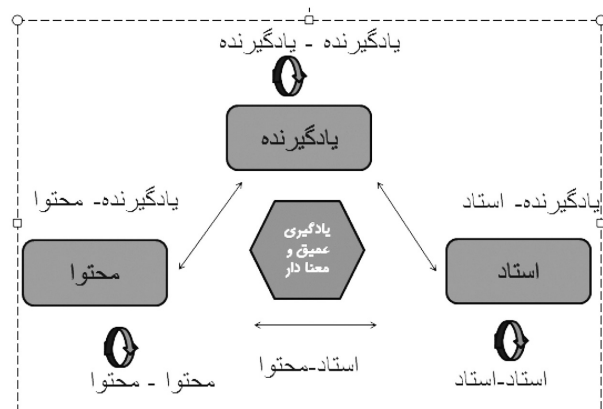 یادگیرنده - یادگیرنده
یادگیرنده
یادگیرنده- استاد
یادگیرنده- محتوا
یادگیری
عمیق و
معنا دار
استاد
محتوا
استاد-محتوا
استاد-استاد
محتوا - محتوا